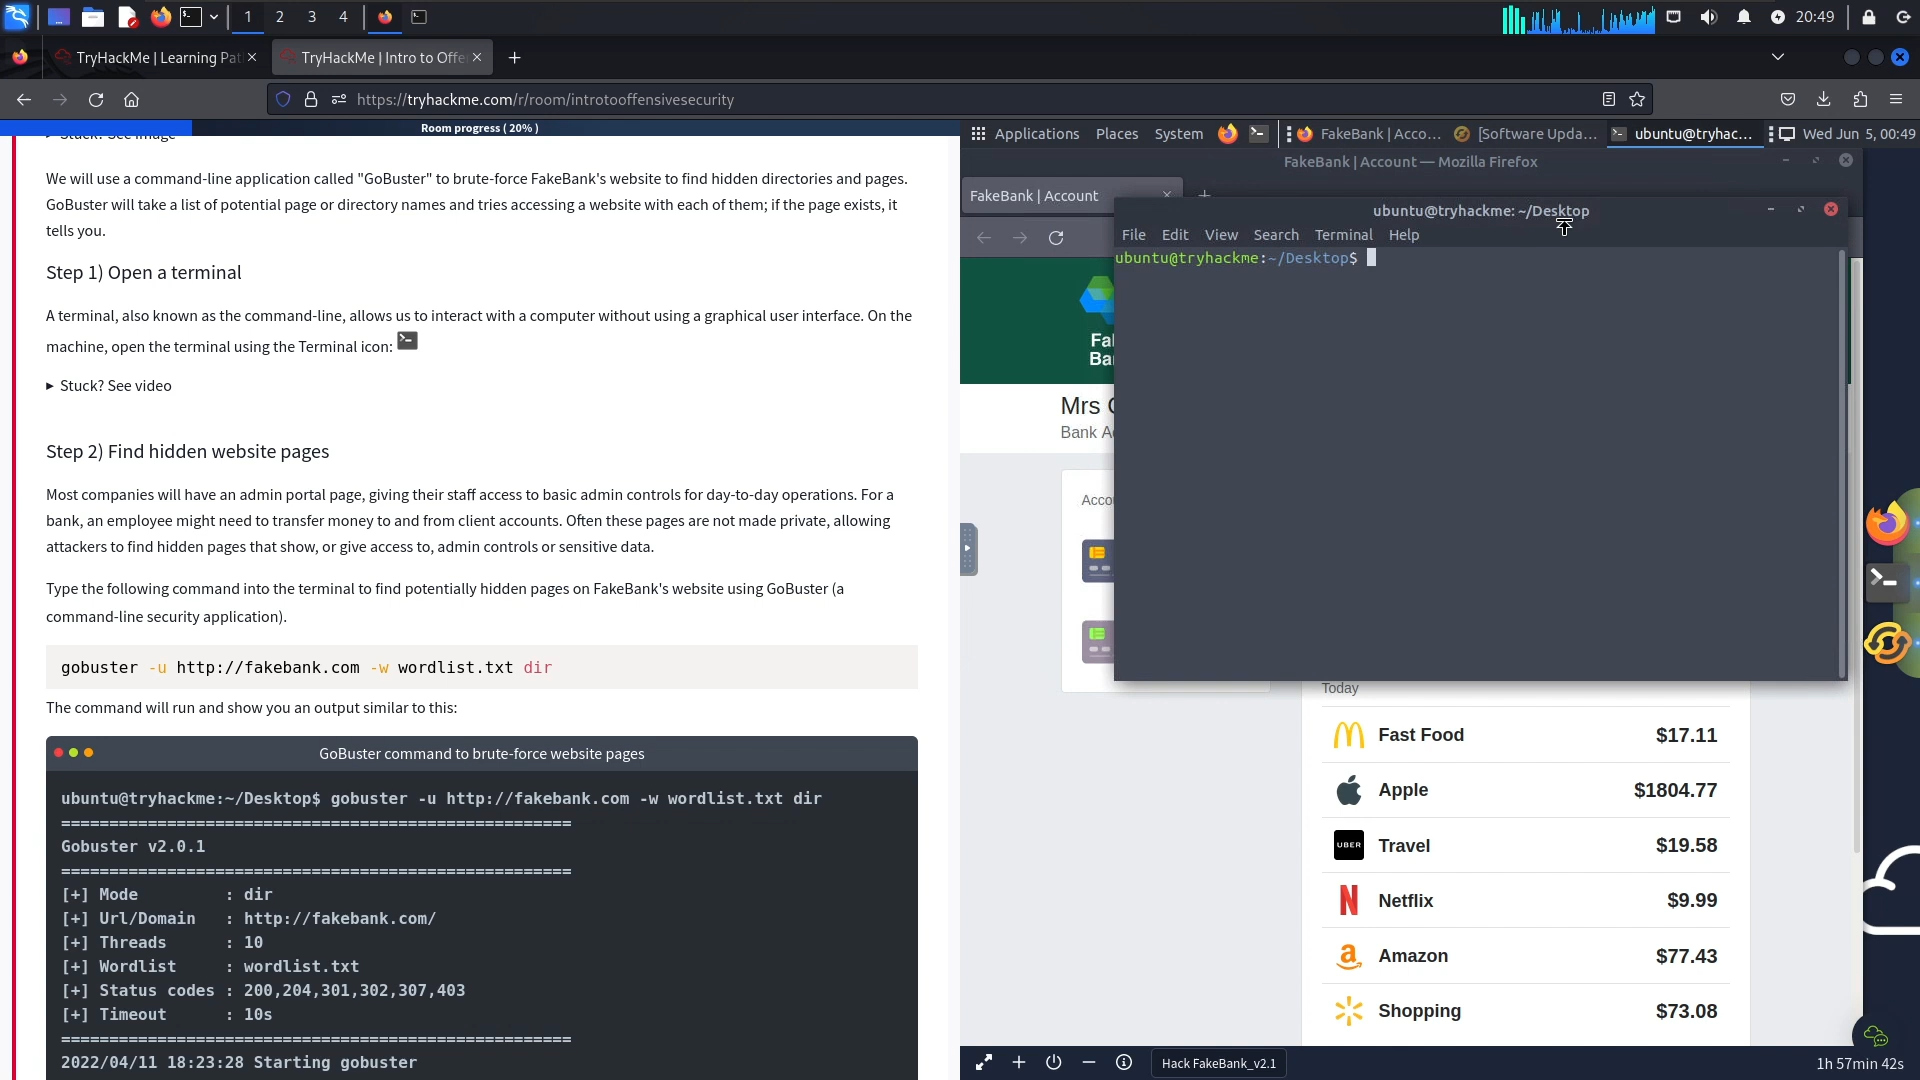 1
2
3
4
20:49
TryHackMe | Learning Pat
TryHackMe | Intro to Offe
https://tryhackme.com/r/room/introtooffensivesecurity
Room progress ( 20% )
Stuck? See image
We will use a command-line application called "GoBuster" to brute-force FakeBank's website to find hidden directories and pages.
GoBuster will take a list of potential page or directory names and tries accessing a website with each of them; if the page exists, it
tells you.
Step 1) Open a terminal
A terminal, also known as the command-line, allows us to interact with a computer without using a graphical user interface. On the
machine, open the terminal using the Terminal icon:
Stuck? See video
Step 2) Find hidden website pages
Most companies will have an admin portal page, giving their staff access to basic admin controls for day-to-day operations. For a
bank, an employee might need to transfer money to and from client accounts. Often these pages are not made private, allowing
attackers to find hidden pages that show, or give access to, admin controls or sensitive data.
Type the following command into the terminal to find potentially hidden pages on FakeBank's website using GoBuster (a
command-line security application).
gobuster -u http://fakebank.com -w wordlist.txt dir
The command will run and show you an output similar to this:
GoBuster command to brute-force website pages
ubuntu@tryhackme:~/Desktop$ gobuster -u http://fakebank.com -w wordlist.txt dir
=====================================================
Gobuster v2.0.1
=====================================================
[+] Mode         : dir
[+] Url/Domain   : http://fakebank.com/
[+] Threads      : 10
[+] Wordlist     : wordlist.txt
[+] Status codes : 200,204,301,302,307,403
[+] Timeout      : 10s
=====================================================
2022/04/11 18:23:28 Starting gobuster
Applications Places System
FakeBank | Acco...
[Software Upda...
ubuntu@tryhac...
Wed Jun 5, 00:49
FakeBank | Account — Mozilla Firefox
FakeBank | Account
ubuntu@tryhackme: ~/Desktop
File Edit View Search Terminal Help
ubuntu@tryhackme:~/Desktop$
Fa
Ba
Mrs
Bank A
Acco
Today
Fast Food $17.11
Apple $1804.77
UBER Travel $19.58
Netflix $9.99
Amazon $77.43
Shopping $73.08
Hack FakeBank_v2.1
1h 57min 42s